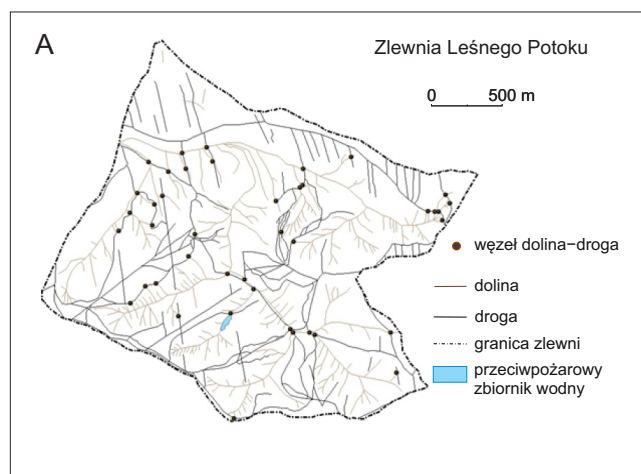 A
Zlewnia Leśnego Potoku
0 500 m
węzeł dolina–droga
dolina
droga
granica zlewni
przeciwpożarowy
zbiornik wodny